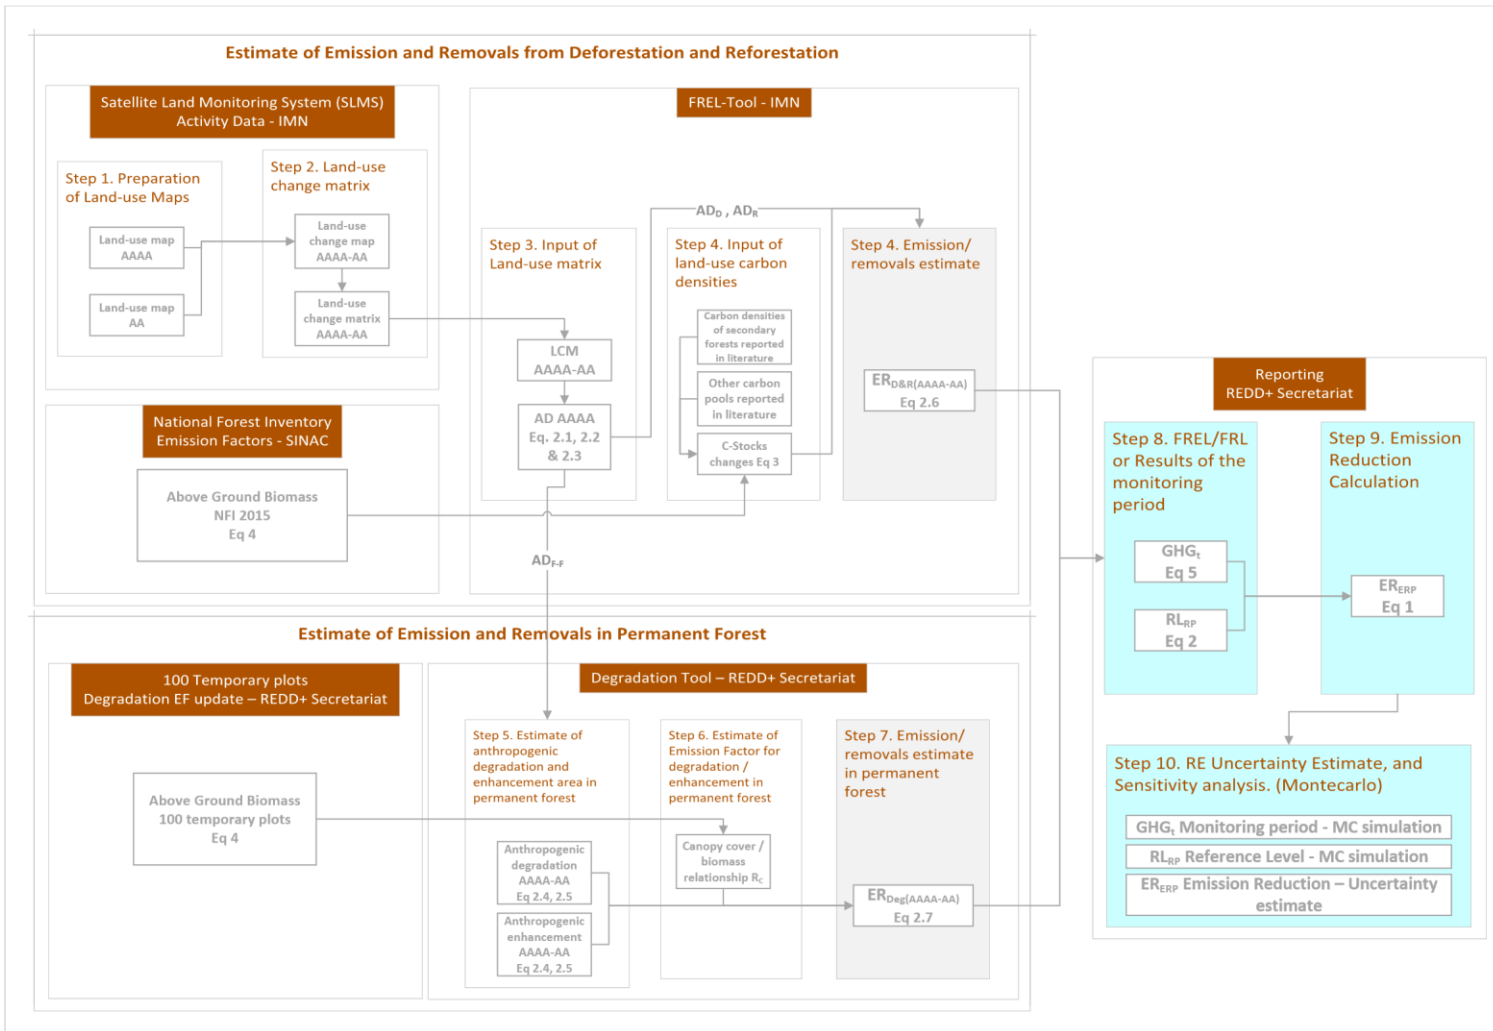 Estimate of Emission and Removals from Deforestation and Reforestation
Satellite Land Monitoring System (SLMS)
Activity Data - IMN
Step 1. Preparation
of Land-use Maps
Land-use map
AAAA
Land-use map
AA
Step 2. Land-use
change matrix
Land-use
change map
AAAA-AA
Land-use
change matrix
AAAA-AA
National Forest Inventory
Emission Factors - SINAC
Above Ground Biomass
NFI 2015
Eq 4
FREL-Tool - IMN
AD_D , AD_R
Step 3. Input of
Land-use matrix
LCM
AAAA-AA
AD AAAA
Eq. 2.1, 2.2
& 2.3
AD_F-F
Step 4. Input of
land-use carbon
densities
Carbon densities
of secondary
forests reported
in literature
Other carbon
pools reported
in literature
C-Stocks
changes Eq 3
Step 4. Emission/
removals estimate
ER_D&R(AAAA-AA)
Eq 2.6
Estimate of Emission and Removals in Permanent Forest
100 Temporary plots
Degradation EF update – REDD+ Secretariat
Above Ground Biomass
100 temporary plots
Eq 4
Degradation Tool – REDD+ Secretariat
Step 5. Estimate of
anthropogenic
degradation and
enhancement area in
permanent forest
Anthropogenic
degradation
AAAA-AA
Eq 2.4, 2.5
Anthropogenic
enhancement
AAAA-AA
Eq 2.4, 2.5
Step 6. Estimate of
Emission Factor for
degradation /
enhancement in
permanent forest
Canopy cover /
biomass
relationship R_C
Step 7. Emission/
removals estimate
in permanent
forest
ER_Deg(AAAA-AA)
Eq 2.7
Reporting
REDD+ Secretariat
Step 8. FREL/FRL
or Results of the
monitoring
period
GHG_t
Eq 5
RL_RP
Eq 2
Step 9. Emission
Reduction
Calculation
ER_ERP
Eq 1
Step 10. RE Uncertainty Estimate, and
Sensitivity analysis. (Montecarlo)
GHG_t Monitoring period - MC simulation
RL_RP Reference Level - MC simulation
ER_ERP Emission Reduction – Uncertainty
estimate